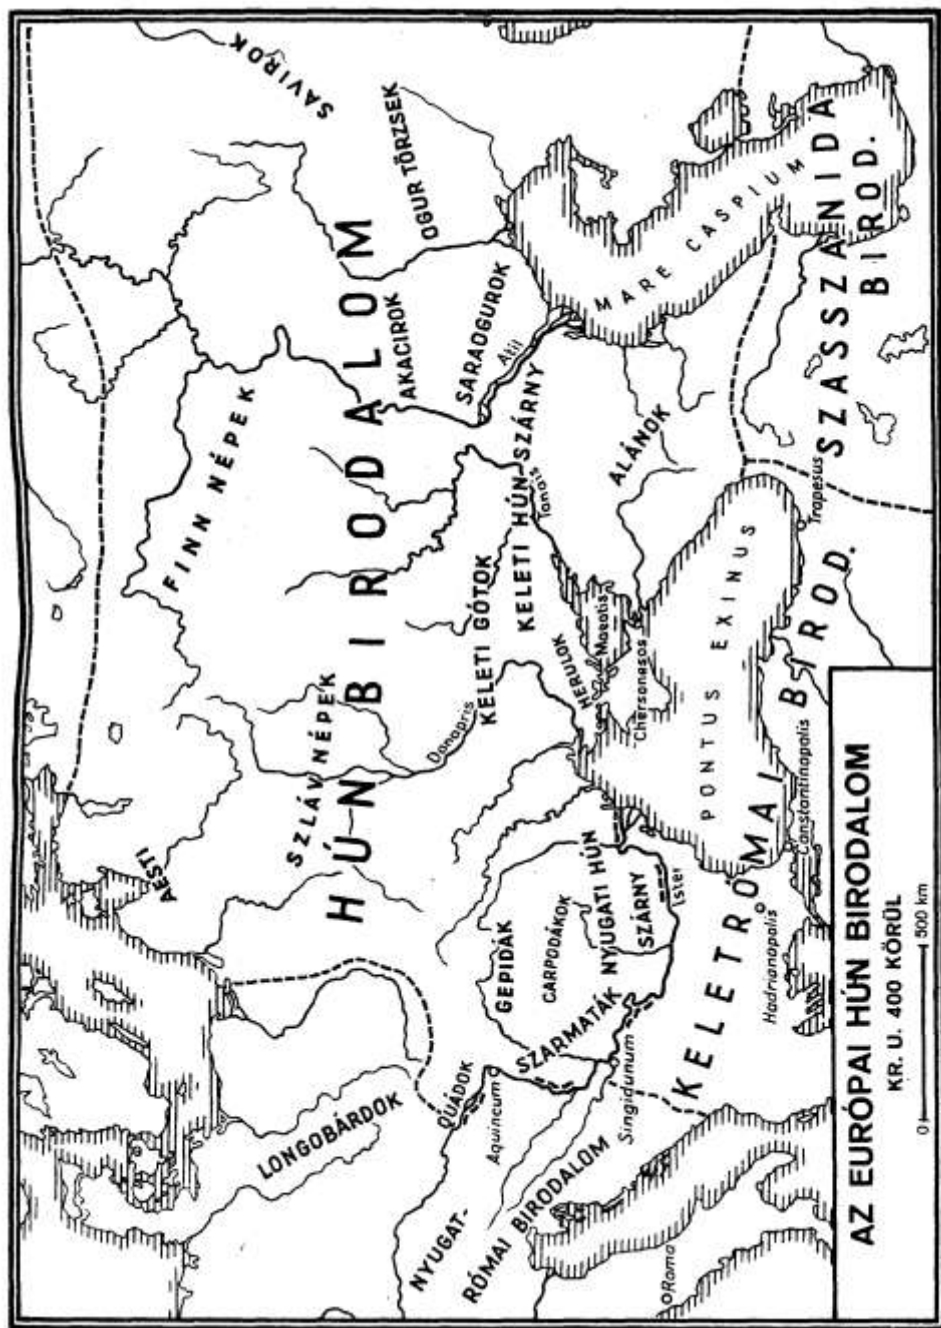 SAVIROK
FINN NÉPEK
OGUR TÖRZSEK
HÚN BIRODALOM
AKACIROK
SARAOGUROK
Atil
MARE CASPIUM
AESTI
SZLÁV NÉPEK
Danapris
KELETI GÓTOK
KELETI HÚN SZÁRNY
Tanais
ALÁNOK
HERULOK
Maeotis
Chersonesos
PONTUS EXINUS
Trapesus
SZASSZANIDA
BIROD.
LONGOBÁRDOK
QUÁDOK
GEPIDÁK
CARPODÁKOK
NYUGATI HÚN
SZÁRNY
Ister
SZARMATÁK
Aquincum
Singidunum
NYUGAT-
RÓMAI BIRODALOM
KELETRÓMAI BIROD.
Hadrianapolis
Canstantinapolis
Roma
AZ EURÓPAI HÚN BIRODALOM
KR. U. 400 KÖRÜL
0 500 km